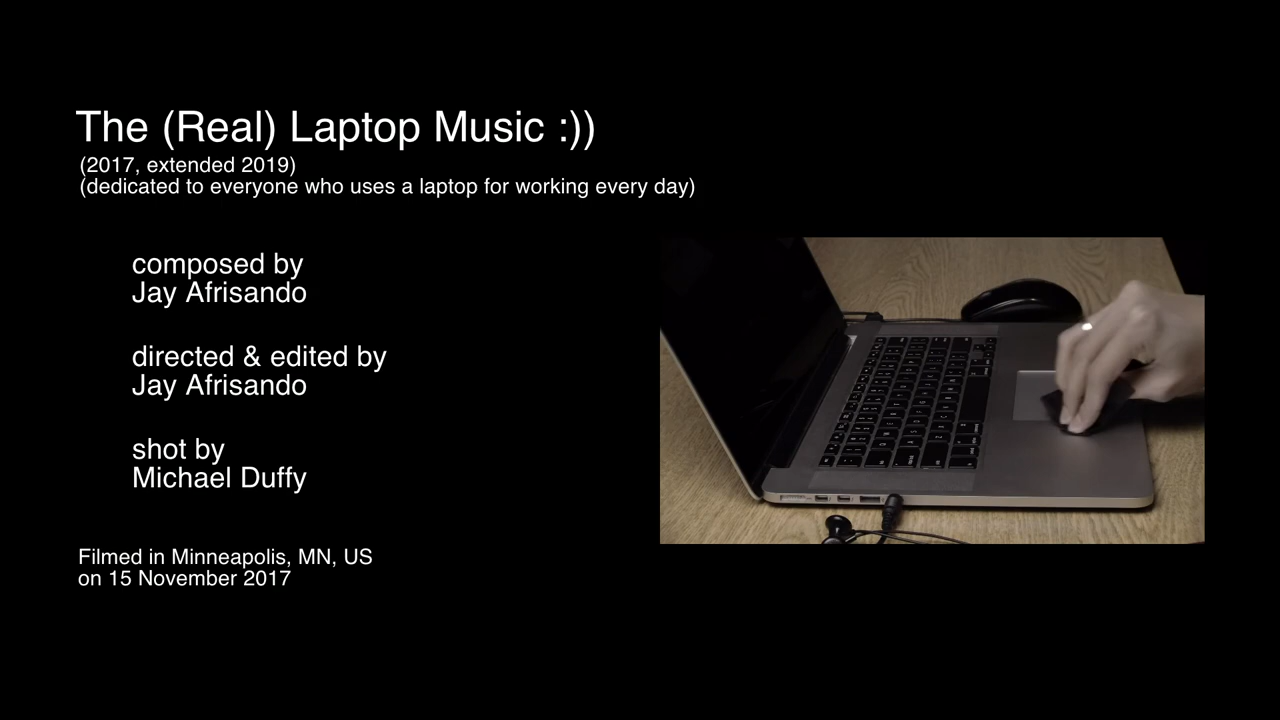 The (Real) Laptop Music :))
(2017, extended 2019)
(dedicated to everyone who uses a laptop for working every day)
composed by
Jay Afrisando
directed & edited by
Jay Afrisando
shot by
Michael Duffy
Filmed in Minneapolis, MN, US
on 15 November 2017